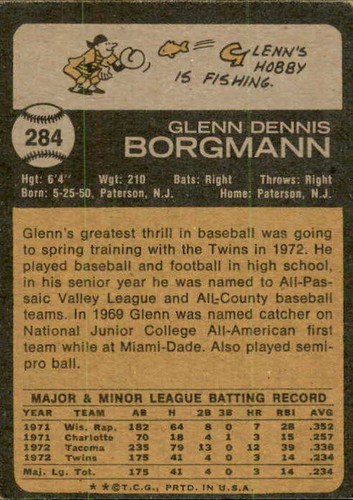 GLENN'S
HOBBY
IS FISHING.
284
GLENN DENNIS
BORGMANN
Hgt: 6'4" Wgt: 210 Bats: Right Throws: Right
Born: 5-25-50, Paterson, N.J. Home: Paterson, N.J.
Glenn's greatest thrill in baseball was going
to spring training with the Twins in 1972. He
played baseball and football in high school,
in his senior year he was named to All-Pas-
saic Valley League and All-County baseball
teams. In 1969 Glenn was named catcher on
National Junior College All-American first
team while at Miami-Dade. Also played semi-
pro ball.
MAJOR & MINOR LEAGUE BATTING RECORD
YEAR TEAM AB H 2B 3B HR RBI AVG.
1971 Wis. Rap. 182 64 8 0 7 28 .352
1971 Charlotte 70 18 4 1 3 15 .257
1972 Tacoma 235 79 13 0 12 39 .336
1972 Twins 175 41 4 0 3 14 .234
Maj. Lg. Tot. 175 41 4 0 3 14 .234
**©T.C.G., PRTD. IN U.S.A.